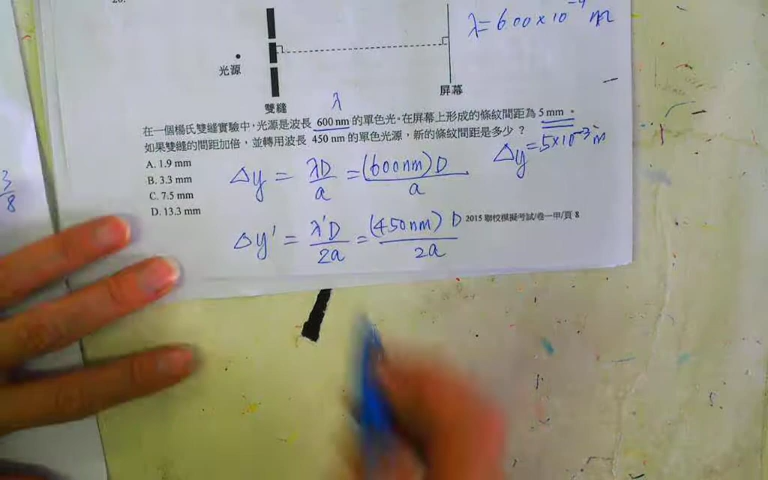 λ=600×10⁻⁹ m
光源
屏幕
雙縫
λ
在一個楊氏雙縫實驗中，光源是波長 600 nm 的單色光。在屏幕上形成的條紋間距為 5 mm。
如果雙縫的間距加倍，並轉用波長 450 nm 的單色光源，新的條紋間距是多少？
Δy=5×10⁻³m
A. 1.9 mm
B. 3.3 mm
C. 7.5 mm
D. 13.3 mm
Δy = λD/a = (600nm) D/a
Δy' = λ'D/2a = (450nm) D/2a
2015 聯校模擬考試/卷一甲/頁 8
3/8